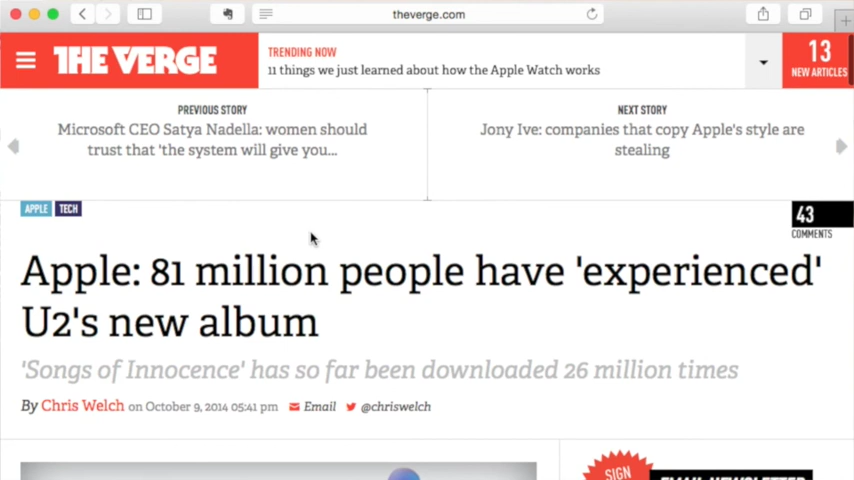 theverge.com
THE VERGE
TRENDING NOW
11 things we just learned about how the Apple Watch works
13
NEW ARTICLES
PREVIOUS STORY
Microsoft CEO Satya Nadella: women should
trust that 'the system will give you...
NEXT STORY
Jony Ive: companies that copy Apple's style are
stealing
APPLE TECH
43
COMMENTS
Apple: 81 million people have 'experienced'
U2's new album
'Songs of Innocence' has so far been downloaded 26 million times
By Chris Welch on October 9, 2014 05:41 pm Email @chriswelch
SIGN
EMAIL NEWSLETTER